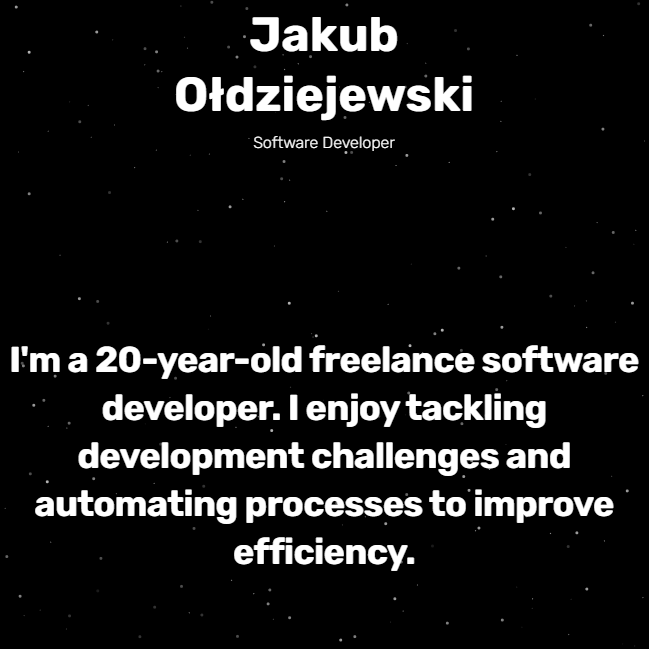 Jakub
Ołdziejewski
Software Developer
I'm a 20-year-old freelance software
developer. I enjoy tackling
development challenges and
automating processes to improve
efficiency.